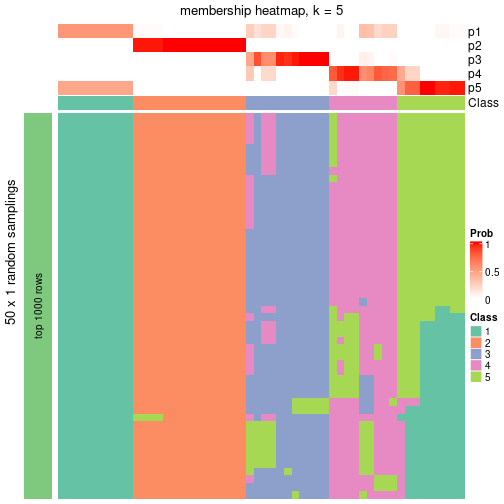 membership heatmap, k = 5
p1
p2
p3
p4
p5
Class
50 x 1 random samplings
top 1000 rows
Prob
1
0.5
0
Class
1
2
3
4
5